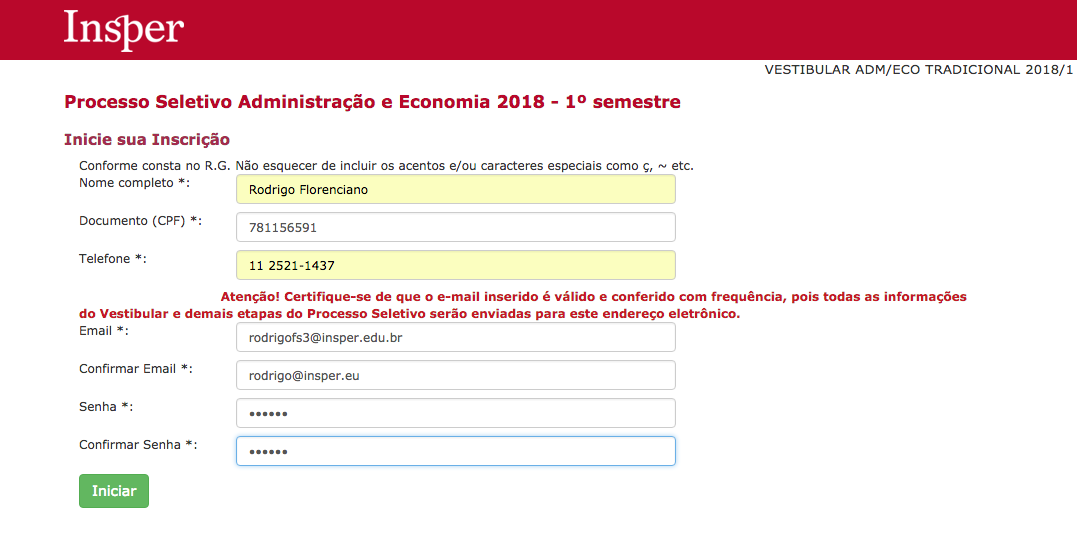 Insper
VESTIBULAR ADM/ECO TRADICIONAL 2018/1
Processo Seletivo Administração e Economia 2018 - 1º semestre
Inicie sua Inscrição
Conforme consta no R.G. Não esquecer de incluir os acentos e/ou caracteres especiais como ç, ~ etc.
Nome completo *: Rodrigo Florenciano
Documento (CPF) *: 781156591
Telefone *: 11 2521-1437
Atenção! Certifique-se de que o e-mail inserido é válido e conferido com frequência, pois todas as informações
do Vestibular e demais etapas do Processo Seletivo serão enviadas para este endereço eletrônico.
Email *: rodrigofs3@insper.edu.br
Confirmar Email *: rodrigo@insper.eu
Senha *: ••••••
Confirmar Senha *: ••••••
Iniciar